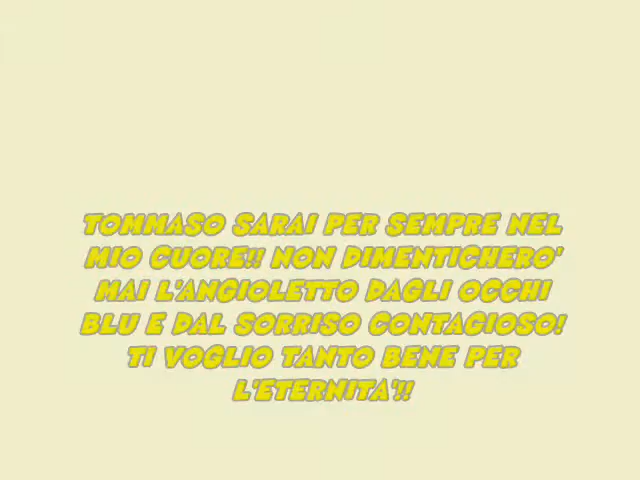 TOMMASO SARAI PER SEMPRE NEL
MIO CUORE!! NON DIMENTICHERO'
MAI L'ANGIOLETTO DAGLI OCCHI
BLU E DAL SORRISO CONTAGIOSO!
TI VOGLIO TANTO BENE PER
L'ETERNITA'!!